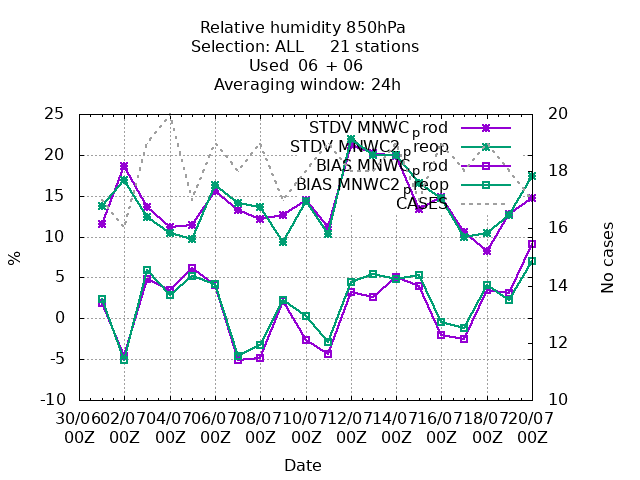 Relative humidity 850hPa
Selection: ALL 21 stations
Used 06 + 06
Averaging window: 24h
25
20
15
10
5
0
-5
-10
%
20
18
16
14
12
10
No cases
STDV MNWC_prod
STDV MNWC2_preop
BIAS MNWC_prod
BIAS MNWC2_preop
CASES
30/06 02/07 04/07 06/07 08/07 10/07 12/07 14/07 16/07 18/07 20/07
00Z 00Z 00Z 00Z 00Z 00Z 00Z 00Z 00Z 00Z 00Z
Date